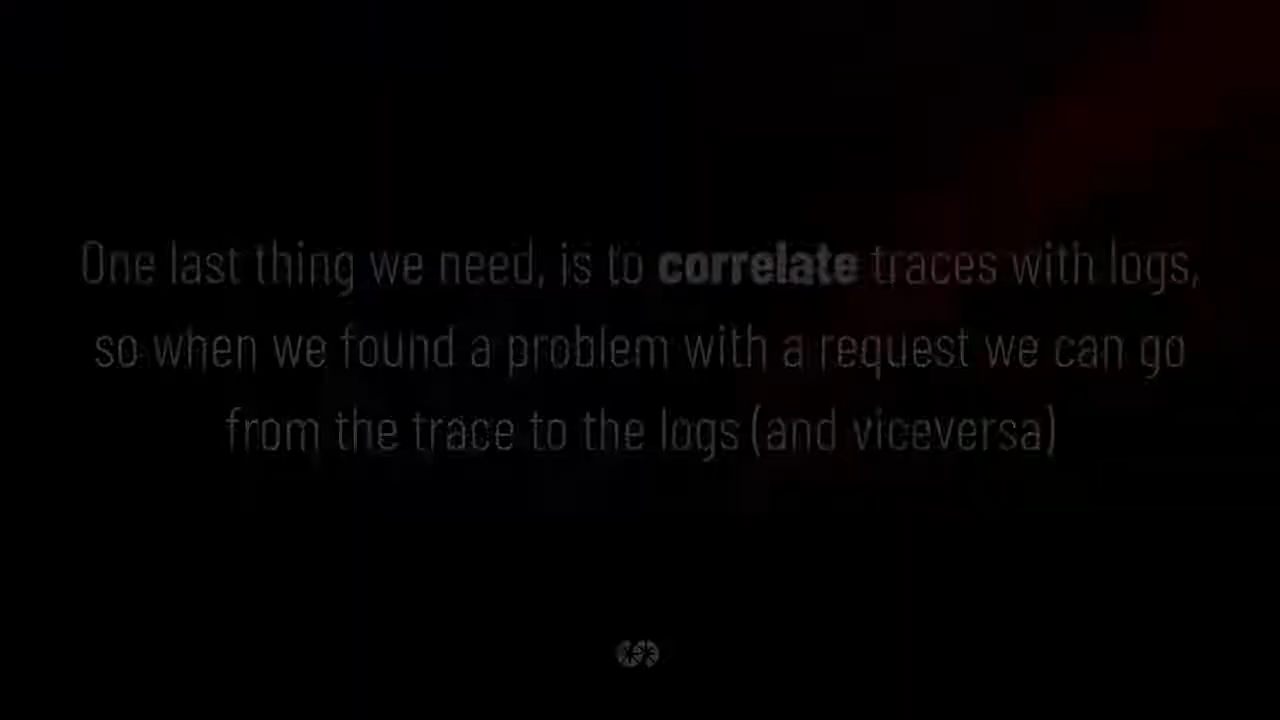 One last thing we need, is to correlate traces with logs,
so when we found a problem with a request we can go
from the trace to the logs (and viceversa)